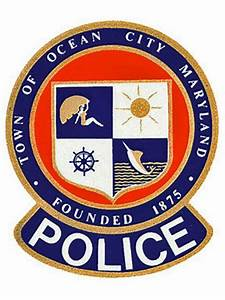 TOWN OF OCEAN CITY MARYLAND
· FOUNDED 1875 ·
POLICE